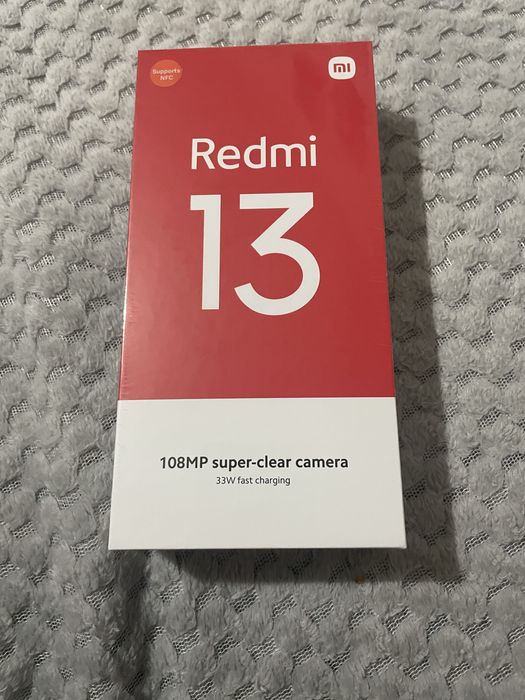 Supports
NFC
mi
Redmi
13
108MP super-clear camera
33W fast charging